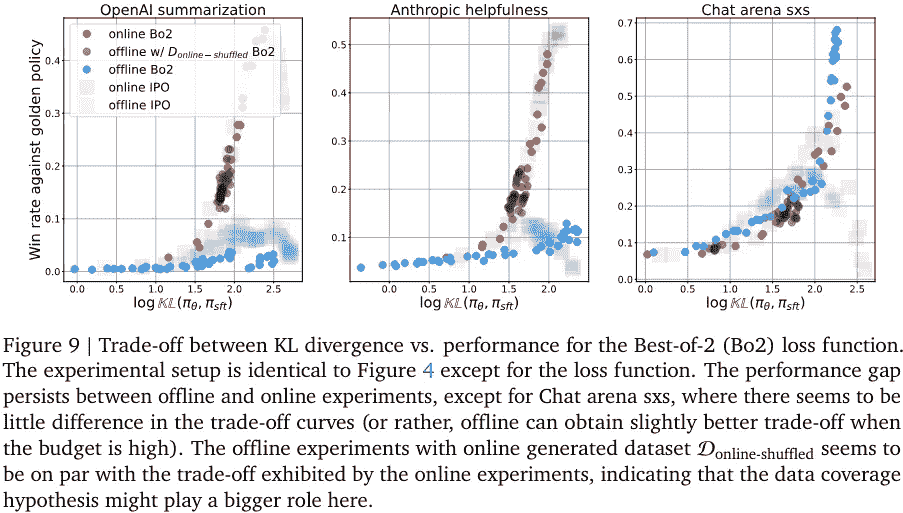 OpenAI summarization
Anthropic helpfulness
Chat arena sxs
Win rate against golden policy
0.4
0.3
0.2
0.1
0.0
online Bo2
offline w/ D_online−shuffled Bo2
offline Bo2
online IPO
offline IPO
0.0 0.5 1.0 1.5 2.0 2.5
log 𝕂𝕃(π_θ, π_sft)
0.5
0.4
0.3
0.2
0.1
0.0 0.5 1.0 1.5 2.0
log 𝕂𝕃(π_θ, π_sft)
0.7
0.6
0.5
0.4
0.3
0.2
0.1
0.0
0.0 0.5 1.0 1.5 2.0 2.5
log 𝕂𝕃(π_θ, π_sft)
Figure 9 | Trade-off between KL divergence vs. performance for the Best-of-2 (Bo2) loss function.
The experimental setup is identical to Figure 4 except for the loss function. The performance gap
persists between offline and online experiments, except for Chat arena sxs, where there seems to be
little difference in the trade-off curves (or rather, offline can obtain slightly better trade-off when
the budget is high). The offline experiments with online generated dataset 𝒟_online-shuffled seems to
be on par with the trade-off exhibited by the online experiments, indicating that the data coverage
hypothesis might play a bigger role here.